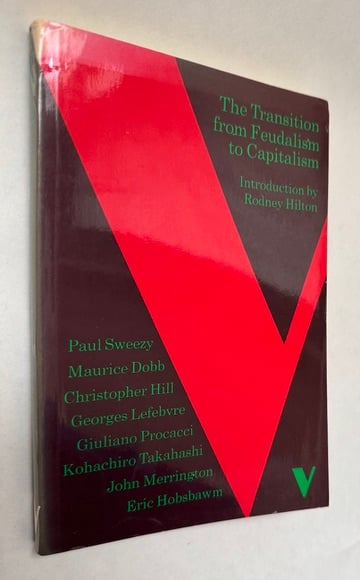 The Transition
from Feudalism
to Capitalism
Introduction by
Rodney Hilton
Paul Sweezy
Maurice Dobb
Christopher Hill
Georges Lefebvre
Giuliano Procacci
Kohachiro Takahashi
John Merrington
Eric Hobsbawm
V